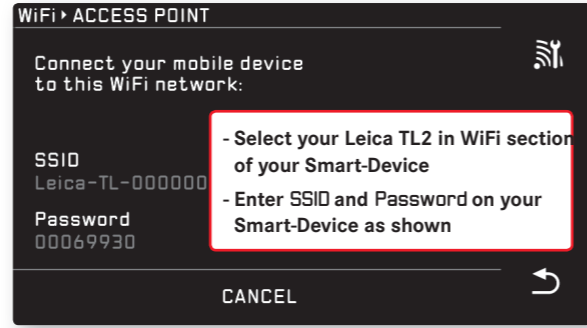 WiFi ▸ ACCESS POINT
Connect your mobile device
to this WiFi network:
- Select your Leica TL2 in WiFi section
of your Smart-Device
- Enter SSID and Password on your
Smart-Device as shown
SSID
Leica-TL-000000
Password
00069930
CANCEL